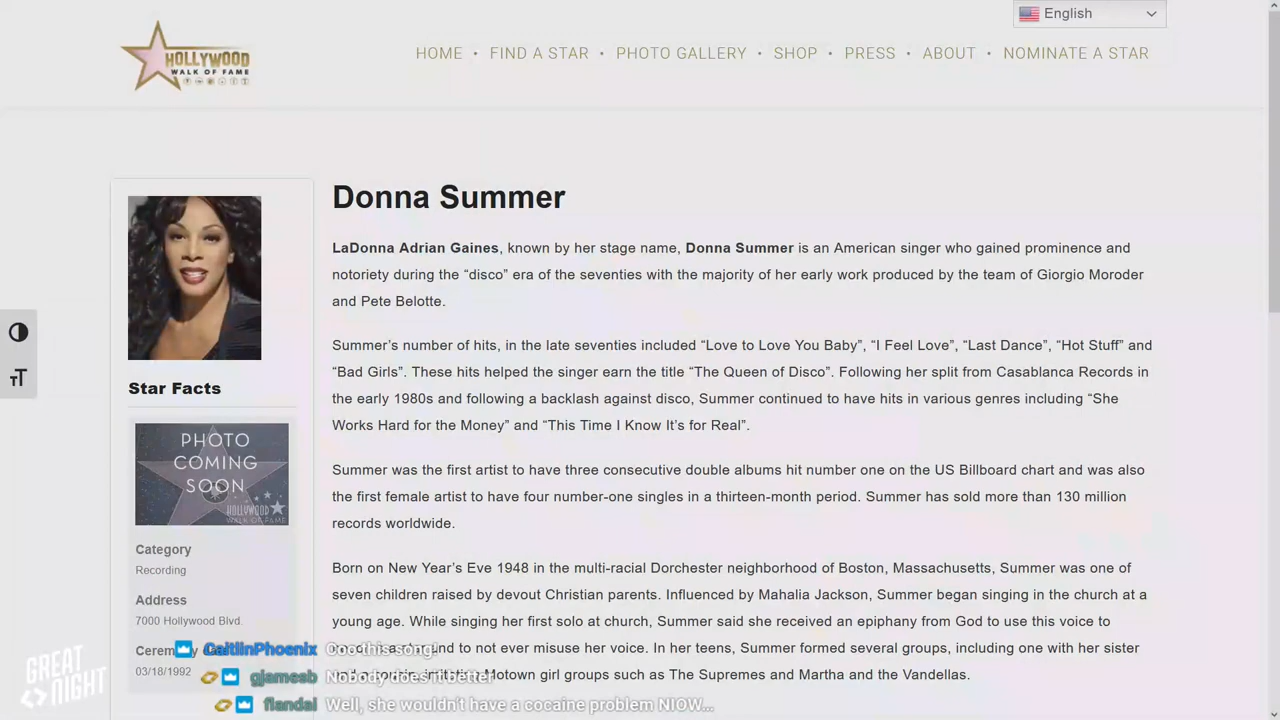 English
HOLLYWOOD
WALK OF FAME
HOME • FIND A STAR • PHOTO GALLERY • SHOP • PRESS • ABOUT • NOMINATE A STAR
Donna Summer
LaDonna Adrian Gaines, known by her stage name, Donna Summer is an American singer who gained prominence and
notoriety during the “disco” era of the seventies with the majority of her early work produced by the team of Giorgio Moroder
and Pete Belotte.
Summer’s number of hits, in the late seventies included “Love to Love You Baby”, “I Feel Love”, “Last Dance”, “Hot Stuff” and
“Bad Girls”. These hits helped the singer earn the title “The Queen of Disco”. Following her split from Casablanca Records in
the early 1980s and following a backlash against disco, Summer continued to have hits in various genres including “She
Works Hard for the Money” and “This Time I Know It’s for Real”.
Summer was the first artist to have three consecutive double albums hit number one on the US Billboard chart and was also
the first female artist to have four number-one singles in a thirteen-month period. Summer has sold more than 130 million
records worldwide.
Born on New Year’s Eve 1948 in the multi-racial Dorchester neighborhood of Boston, Massachusetts, Summer was one of
seven children raised by devout Christian parents. Influenced by Mahalia Jackson, Summer began singing in the church at a
young age. While singing her first solo at church, Summer said she received an epiphany from God to use this voice to
and to not ever misuse her voice. In her teens, Summer formed several groups, including one with her sister
Motown girl groups such as The Supremes and Martha and the Vandellas.
Star Facts
PHOTO
COMING
SOON
HOLLYWOOD
WALK OF FAME
Category
Recording
Address
7000 Hollywood Blvd.
03/18/1992
CaitlinPhoenix Ooo this song.
gjamesb Nobody does it better
flandal Well, she wouldn't have a cocaine problem NIOW...
GREAT
NIGHT